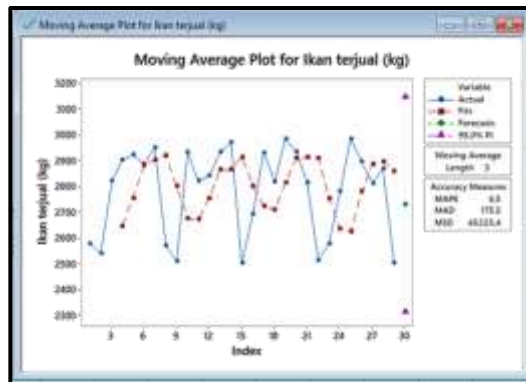 Moving Average Plot for Ikan terjual (kg)
Moving Average Plot for Ikan terjual (kg)
Ikan terjual (kg)
3200
3100
3000
2900
2800
2700
2600
2500
2400
2300
3
6
9
12
15
18
21
24
27
30
Index
Variable
Actual
Fits
Forecasts
95,0% PI
Moving Average
Length 3
Accuracy Measures
MAPE
MAD
MSD